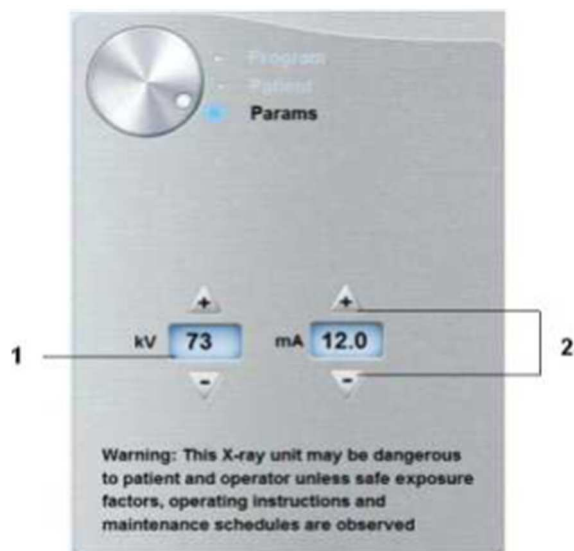 Program
Patient
Params
+ +
1 kV 73 mA 12.0 2
- -
Warning: This X-ray unit may be dangerous
to patient and operator unless safe exposure
factors, operating instructions and
maintenance schedules are observed